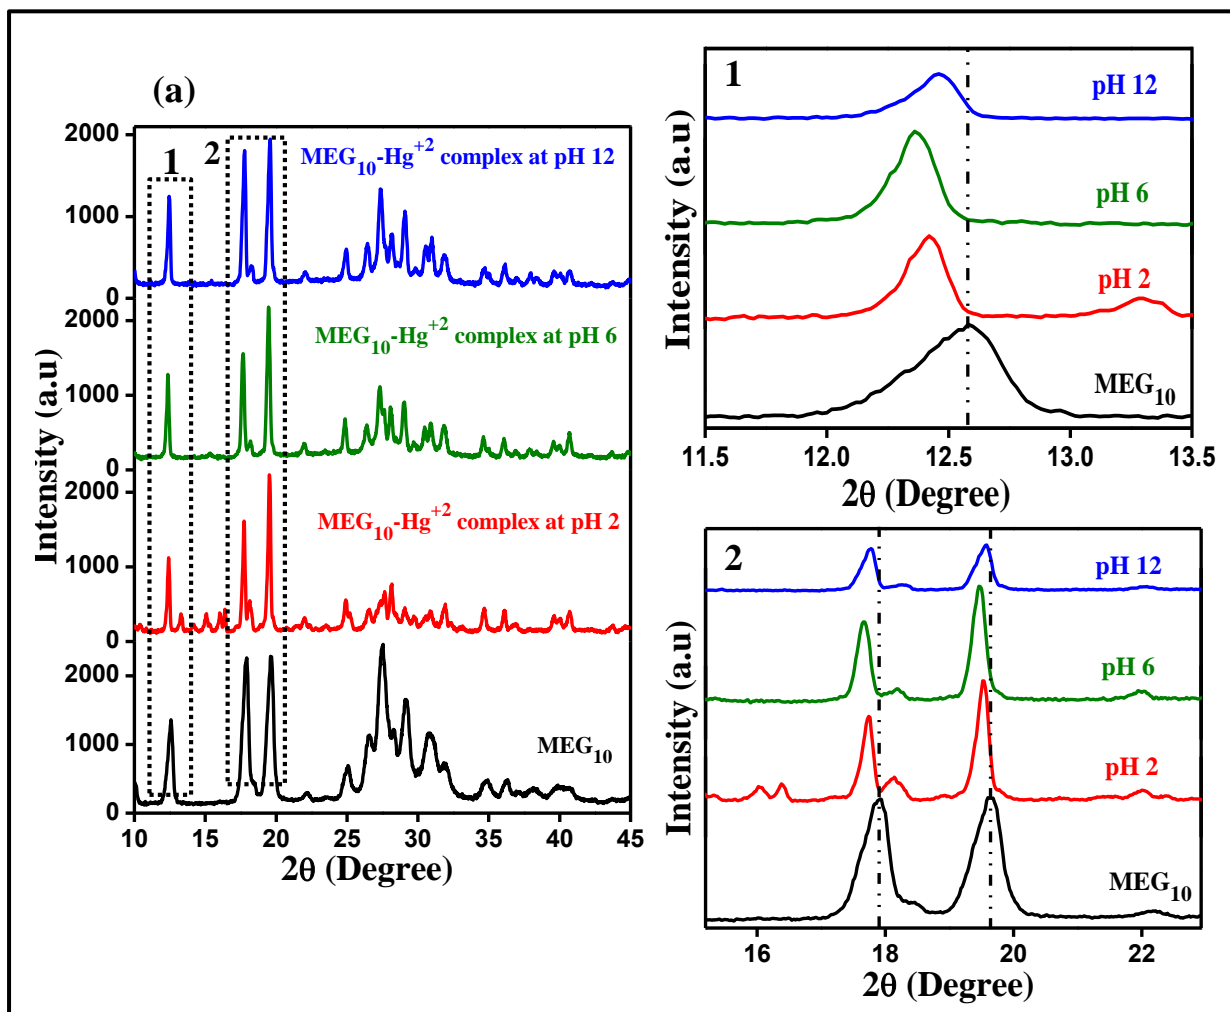 (a)
1
2
MEG10-Hg+2 complex at pH 12
MEG10-Hg+2 complex at pH 6
MEG10-Hg+2 complex at pH 2
MEG10
2000
1000
0
2000
1000
0
2000
1000
0
2000
1000
0
10 15 20 25 30 35 40 45
2θ (Degree)
Intensity (a.u)
1
pH 12
pH 6
pH 2
MEG10
11.5 12.0 12.5 13.0 13.5
2θ (Degree)
Intensity (a.u)
2
pH 12
pH 6
pH 2
MEG10
16 18 20 22
2θ (Degree)
Intensity (a.u)